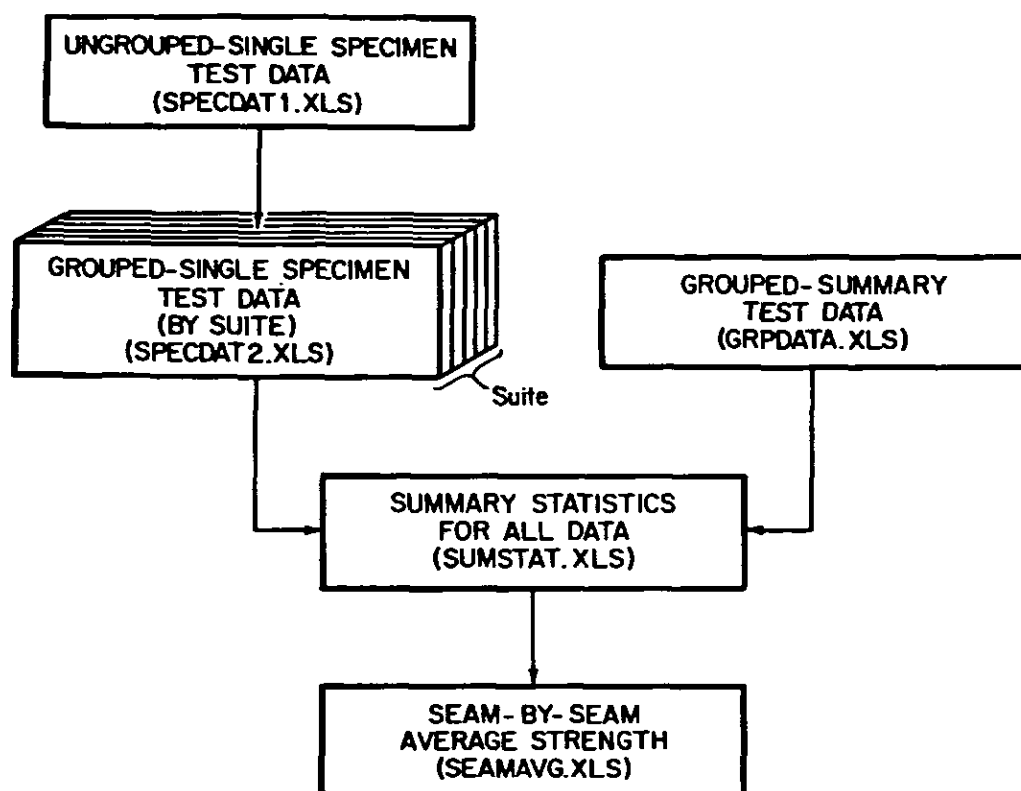 UNGROUPED-SINGLE SPECIMEN
TEST DATA
(SPECDAT1.XLS)
GROUPED-SINGLE SPECIMEN
TEST DATA
(BY SUITE)
(SPECDAT2.XLS)
Suite
GROUPED-SUMMARY
TEST DATA
(GRPDATA.XLS)
SUMMARY STATISTICS
FOR ALL DATA
(SUMSTAT.XLS)
SEAM-BY-SEAM
AVERAGE STRENGTH
(SEAMAVG.XLS)